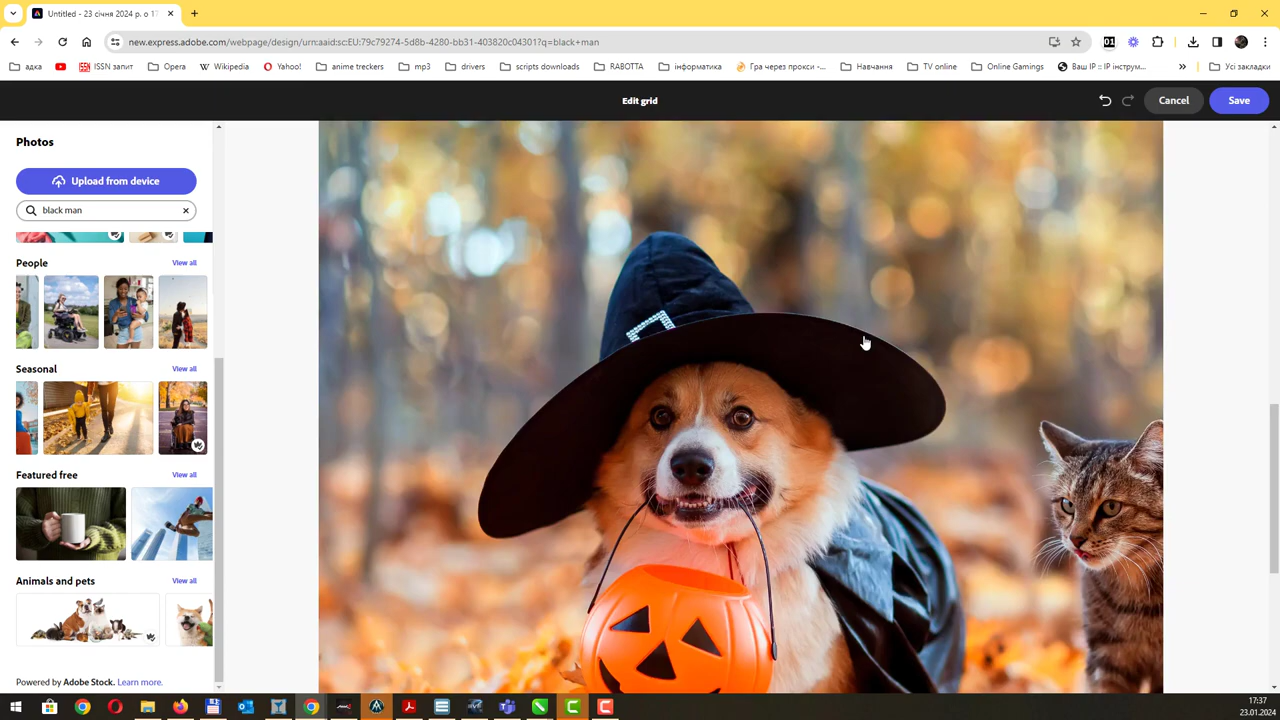 Untitled - 23 січня 2024 р. о 17
new.express.adobe.com/webpage/design/urn:aaid:sc:EU:79c79274-5d8b-4280-bb31-403820c04301?q=black+man
адка
ISSN запит
Opera
Wikipedia
Yahoo!
anime treckers
mp3
drivers
scripts downloads
RABOTTA
інформатика
Гра через прокси -...
Навчання
TV online
Online Gamings
Ваш IP :: IP інструм...
Усі закладки
Edit grid
Cancel
Save
Photos
Upload from device
black man
People
View all
Seasonal
View all
Featured free
View all
Animals and pets
View all
Powered by Adobe Stock. Learn more.
17:37
23.01.2024